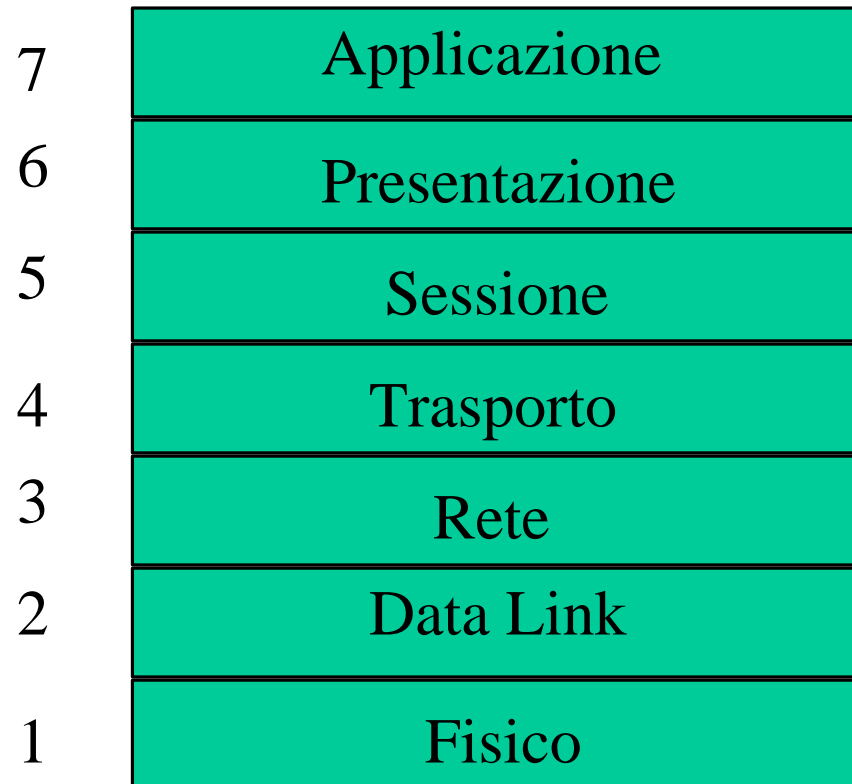 7 Applicazione
6 Presentazione
5 Sessione
4 Trasporto
3 Rete
2 Data Link
1 Fisico